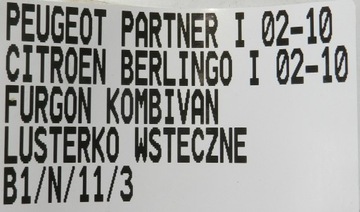 PEUGEOT PARTNER I 02-10
CITROEN BERLINGO I 02-10
FURGON KOMBIVAN
LUSTERKO WSTECZNE
B1/N/11/3